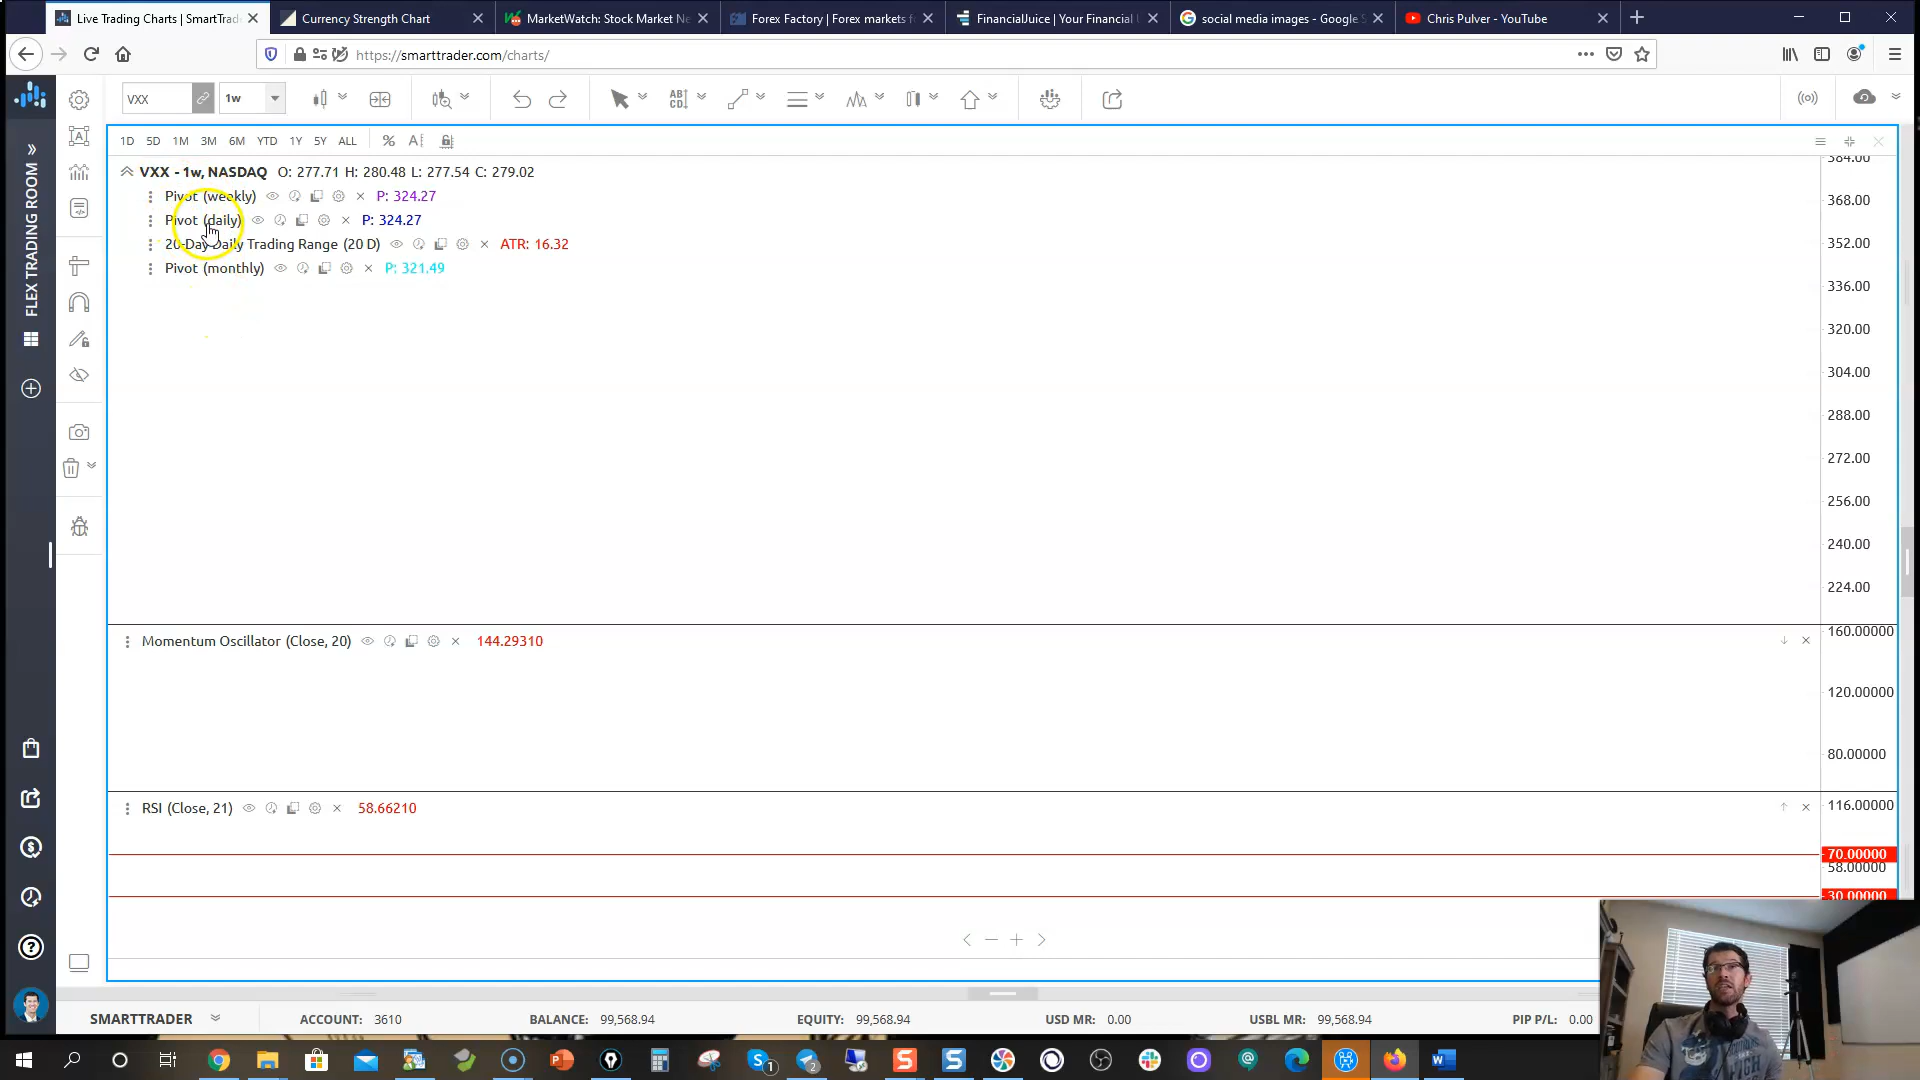 Live Trading Charts | SmartTrad
Currency Strength Chart
MarketWatch: Stock Market Ne
Forex Factory | Forex markets f
FinancialJuice | Your Financial
social media images - Google S
Chris Pulver - YouTube
https://smarttrader.com/charts/
VXX
1w
AB
CD
1D 5D 1M 3M 6M YTD 1Y 5Y ALL %
VXX - 1w, NASDAQ O: 277.71 H: 280.48 L: 277.54 C: 279.02
Pivot (weekly) P: 324.27
Pivot (daily) P: 324.27
20-Day Daily Trading Range (20 D) ATR: 16.32
Pivot (monthly) P: 321.49
FLEX TRADING ROOM
384.00
368.00
352.00
336.00
320.00
304.00
288.00
272.00
256.00
240.00
224.00
Momentum Oscillator (Close, 20) 144.29310
160.00000
120.00000
80.00000
RSI (Close, 21) 58.66210
116.00000
70.00000
58.00000
30.00000
SMARTTRADER ACCOUNT: 3610 BALANCE: 99,568.94 EQUITY: 99,568.94 USD MR: 0.00 USBL MR: 99,568.94 PIP P/L: 0.00